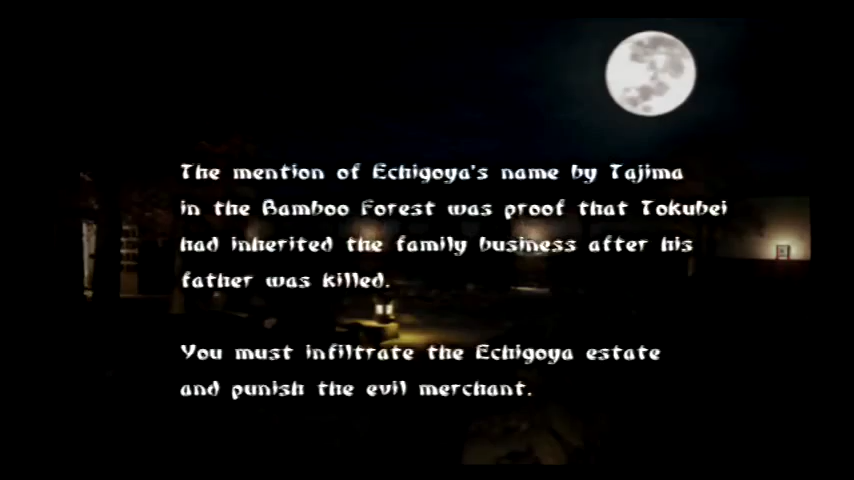 The mention of Echigoya's name by Tajima
in the Bamboo Forest was proof that Tokubei
had inherited the family business after his
father was killed.
You must infiltrate the Echigoya estate
and punish the evil merchant.